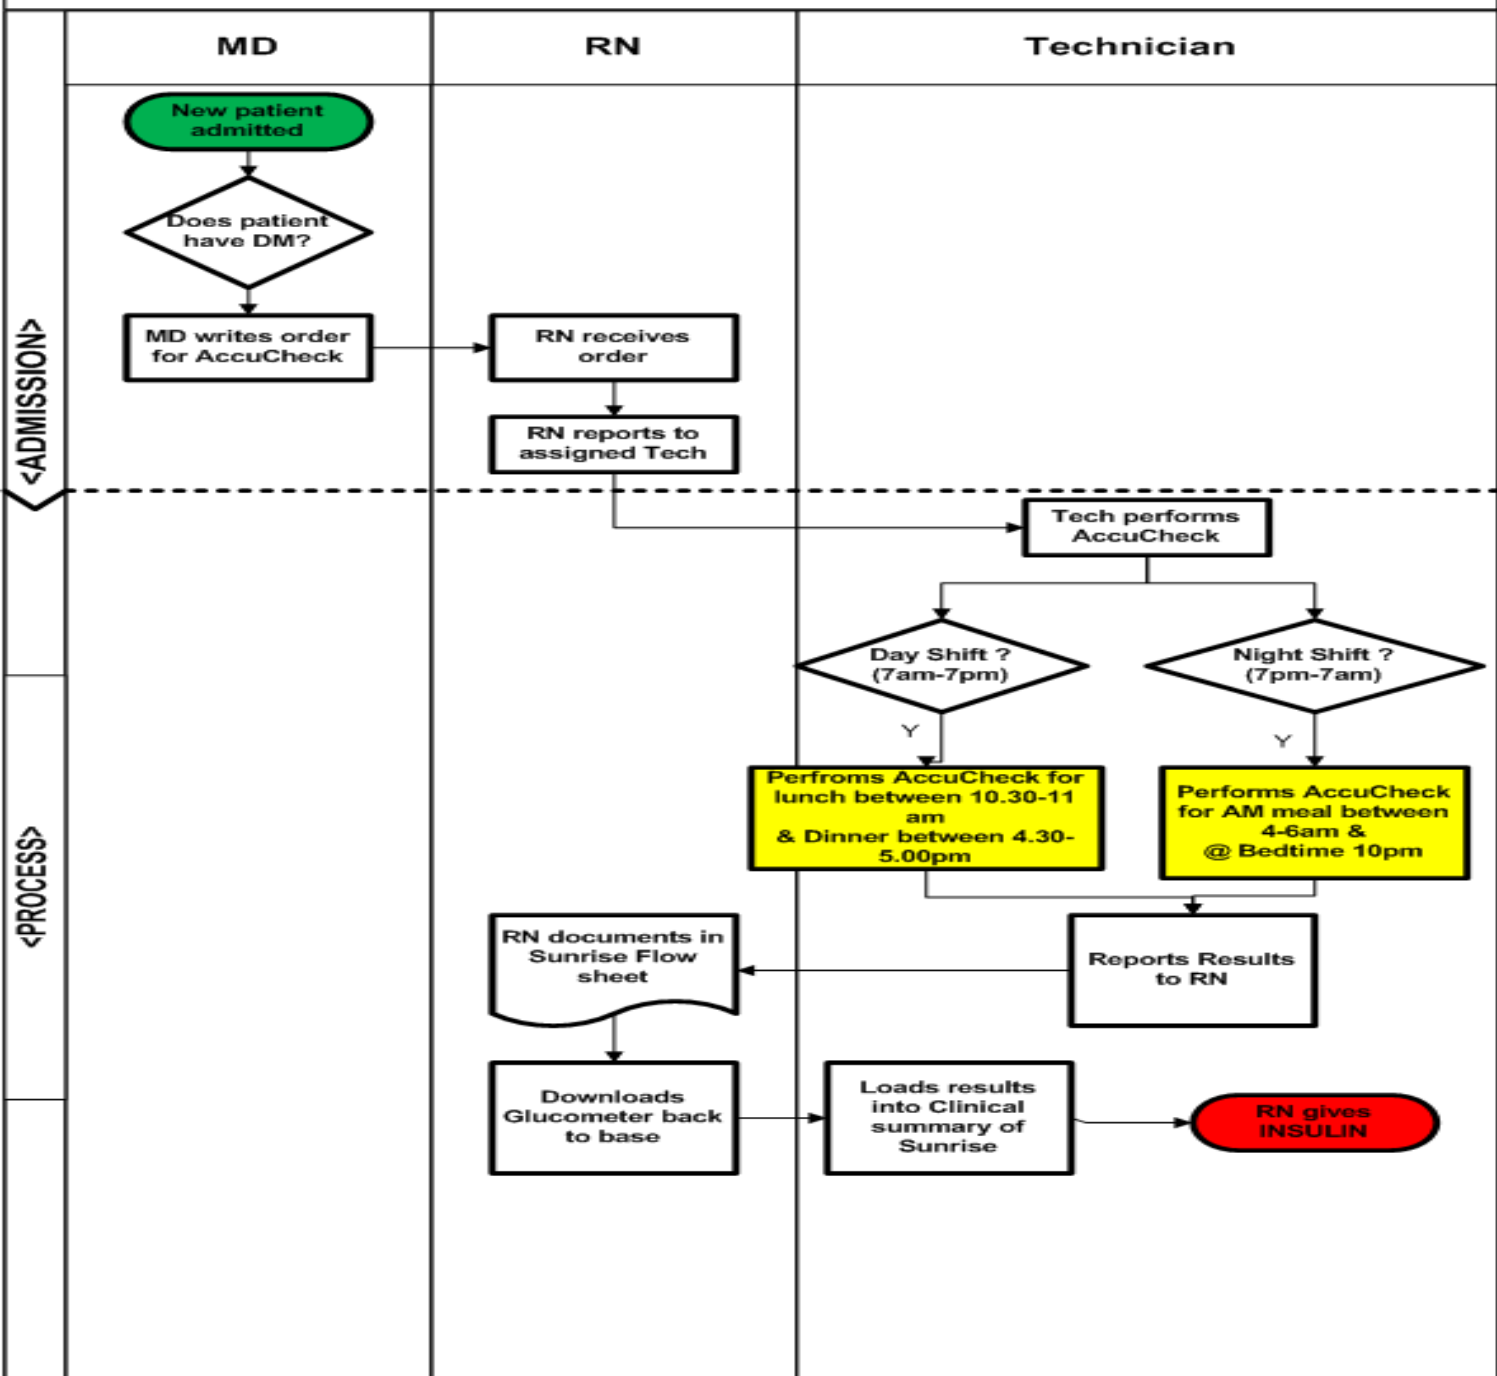 MD
RN
Technician
New patient
admitted
Does patient
have DM?
MD writes order
for AccuCheck
RN receives
order
RN reports to
assigned Tech
<ADMISSION>
Tech performs
AccuCheck
Day Shift ?
(7am-7pm)
Night Shift ?
(7pm-7am)
Y
Y
Perfroms AccuCheck for
lunch between 10.30-11
am
& Dinner between 4.30-
5.00pm
Performs AccuCheck
for AM meal between
4-6am &
@ Bedtime 10pm
<PROCESS>
RN documents in
Sunrise Flow
sheet
Reports Results
to RN
Downloads
Glucometer back
to base
Loads results
into Clinical
summary of
Sunrise
RN gives
INSULIN